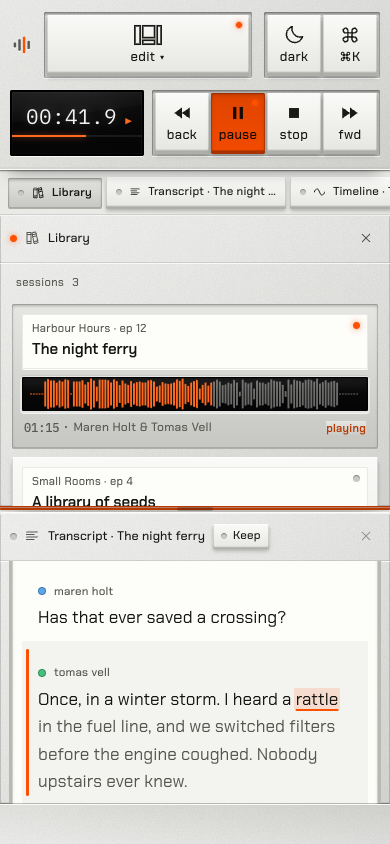 edit ▾
dark
⌘K
00:41.9 ▸
back
pause
stop
fwd
Library
Transcript · The night ...
Timeline · T
Library
sessions 3
Harbour Hours · ep 12
The night ferry
01:15 · Maren Holt & Tomas Vell
playing
Small Rooms · ep 4
A library of seeds
Transcript · The night ferry
Keep
maren holt
Has that ever saved a crossing?
tomas vell
Once, in a winter storm. I heard a rattle
in the fuel line, and we switched filters
before the engine coughed. Nobody
upstairs ever knew.